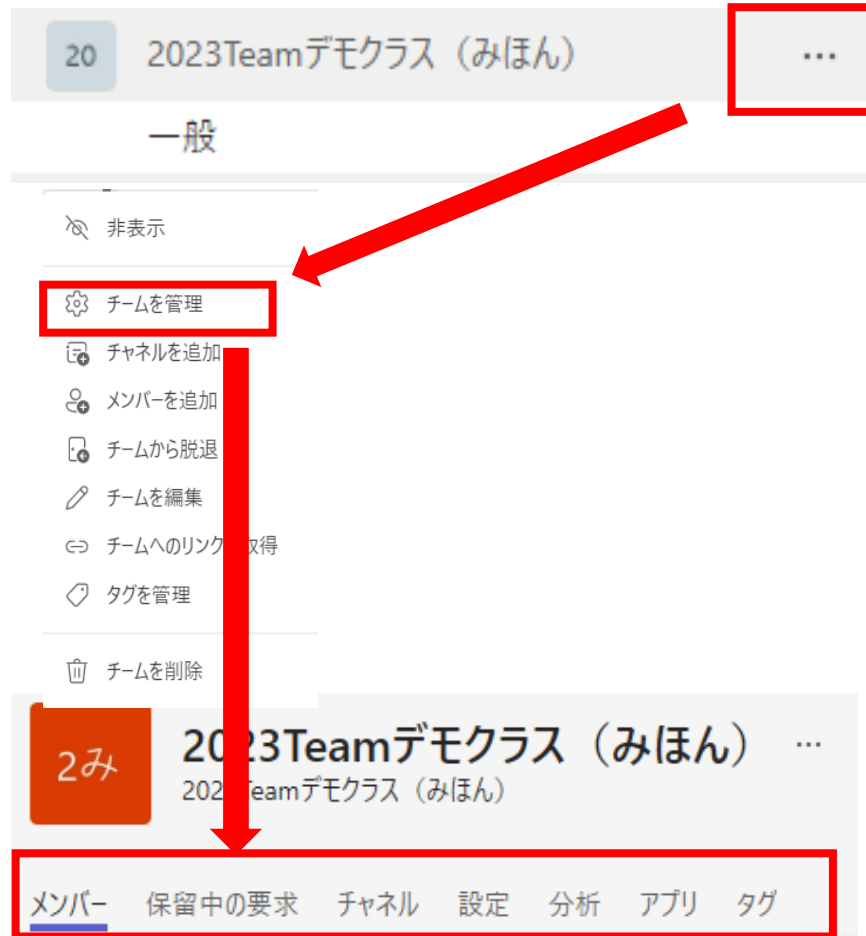 20 2023Teamデモクラス（みほん） …
一般
非表示
チームを管理
チャネルを追加
メンバーを追加
チームから脱退
チームを編集
チームへのリンク 取得
タグを管理
チームを削除
2み 2023Teamデモクラス（みほん） …
202 Teamデモクラス（みほん）
メンバー 保留中の要求 チャネル 設定 分析 アプリ タグ